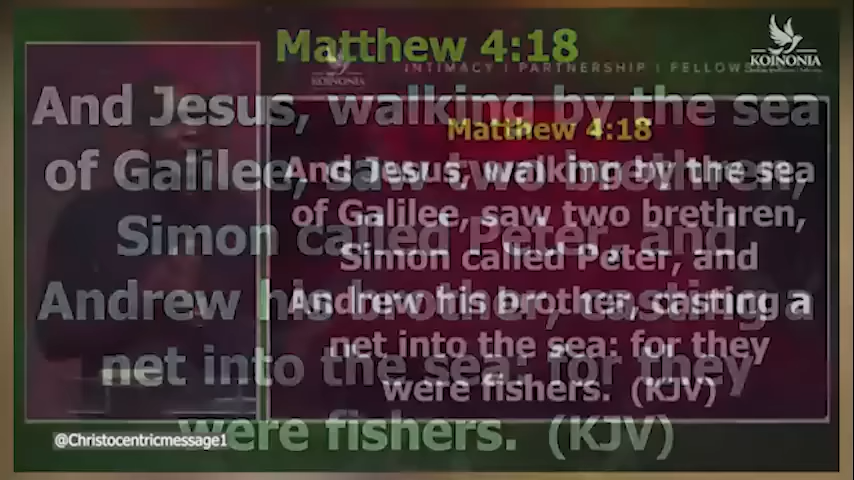 Matthew 4:18
And Jesus, walking by the sea
of Galilee, saw two brethren,
Simon called Peter, and
Andrew his brother, casting a
net into the sea: for they
were fishers. (KJV)
KOINONIA
INTIMACY | PARTNERSHIP | FELLOWS
KOINONIA
Matthew 4:18
And Jesus, walking by the sea
of Galilee, saw two brethren,
Simon called Peter, and
Andrew his brother, casting a
net into the sea: for they
were fishers. (KJV)
@Christocentricmessage1